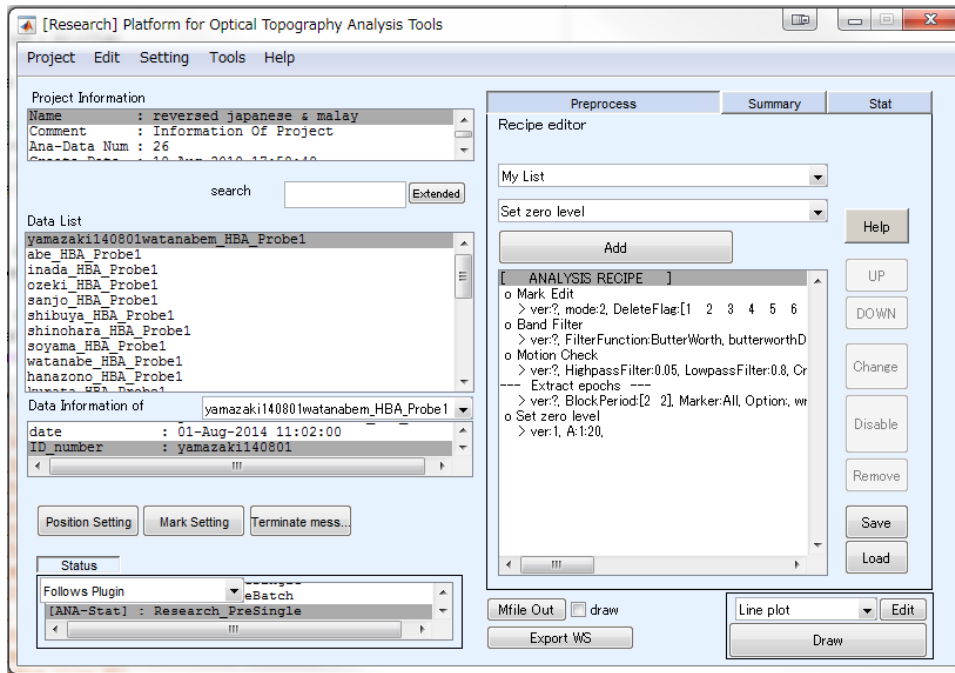 [Research] Platform for Optical Topography Analysis Tools
Project Edit Setting Tools Help
Project Information
Name : reversed japanese & malay
Comment : Information Of Project
Ana-Data Num : 26
search
Extended
Data List
yamazaki140801watanabem_HBA_Probe1
abe_HBA_Probe1
inada_HBA_Probe1
ozeki_HBA_Probe1
sanjo_HBA_Probe1
shibuya_HBA_Probe1
shinohara_HBA_Probe1
soyama_HBA_Probe1
watanabe_HBA_Probe1
hanazono_HBA_Probe1
Data Information of
yamazaki140801watanabem_HBA_Probe1
date : 01-Aug-2014 11:02:00
ID_number : yamazaki140801
Position Setting
Mark Setting
Terminate mess...
Status
Follows Plugin
eBatch
[ANA-Stat] : Research_PreSingle
Preprocess
Summary
Stat
Recipe editor
My List
Set zero level
Add
[ ANALYSIS RECIPE ]
o Mark Edit
> ver:?, mode:2, DeleteFlag:[1 2 3 4 5 6
o Band Filter
> ver:?, FilterFunction:ButterWorth, butterworthD
o Motion Check
> ver:?, HighpassFilter:0.05, LowpassFilter:0.8, Cr
--- Extract epochs ---
> ver:?, BlockPeriod:[2 2], Marker:All, Option:, wr
o Set zero level
> ver:1, A:1:20,
Help
UP
DOWN
Change
Disable
Remove
Save
Load
Mfile Out
draw
Export WS
Line plot
Edit
Draw